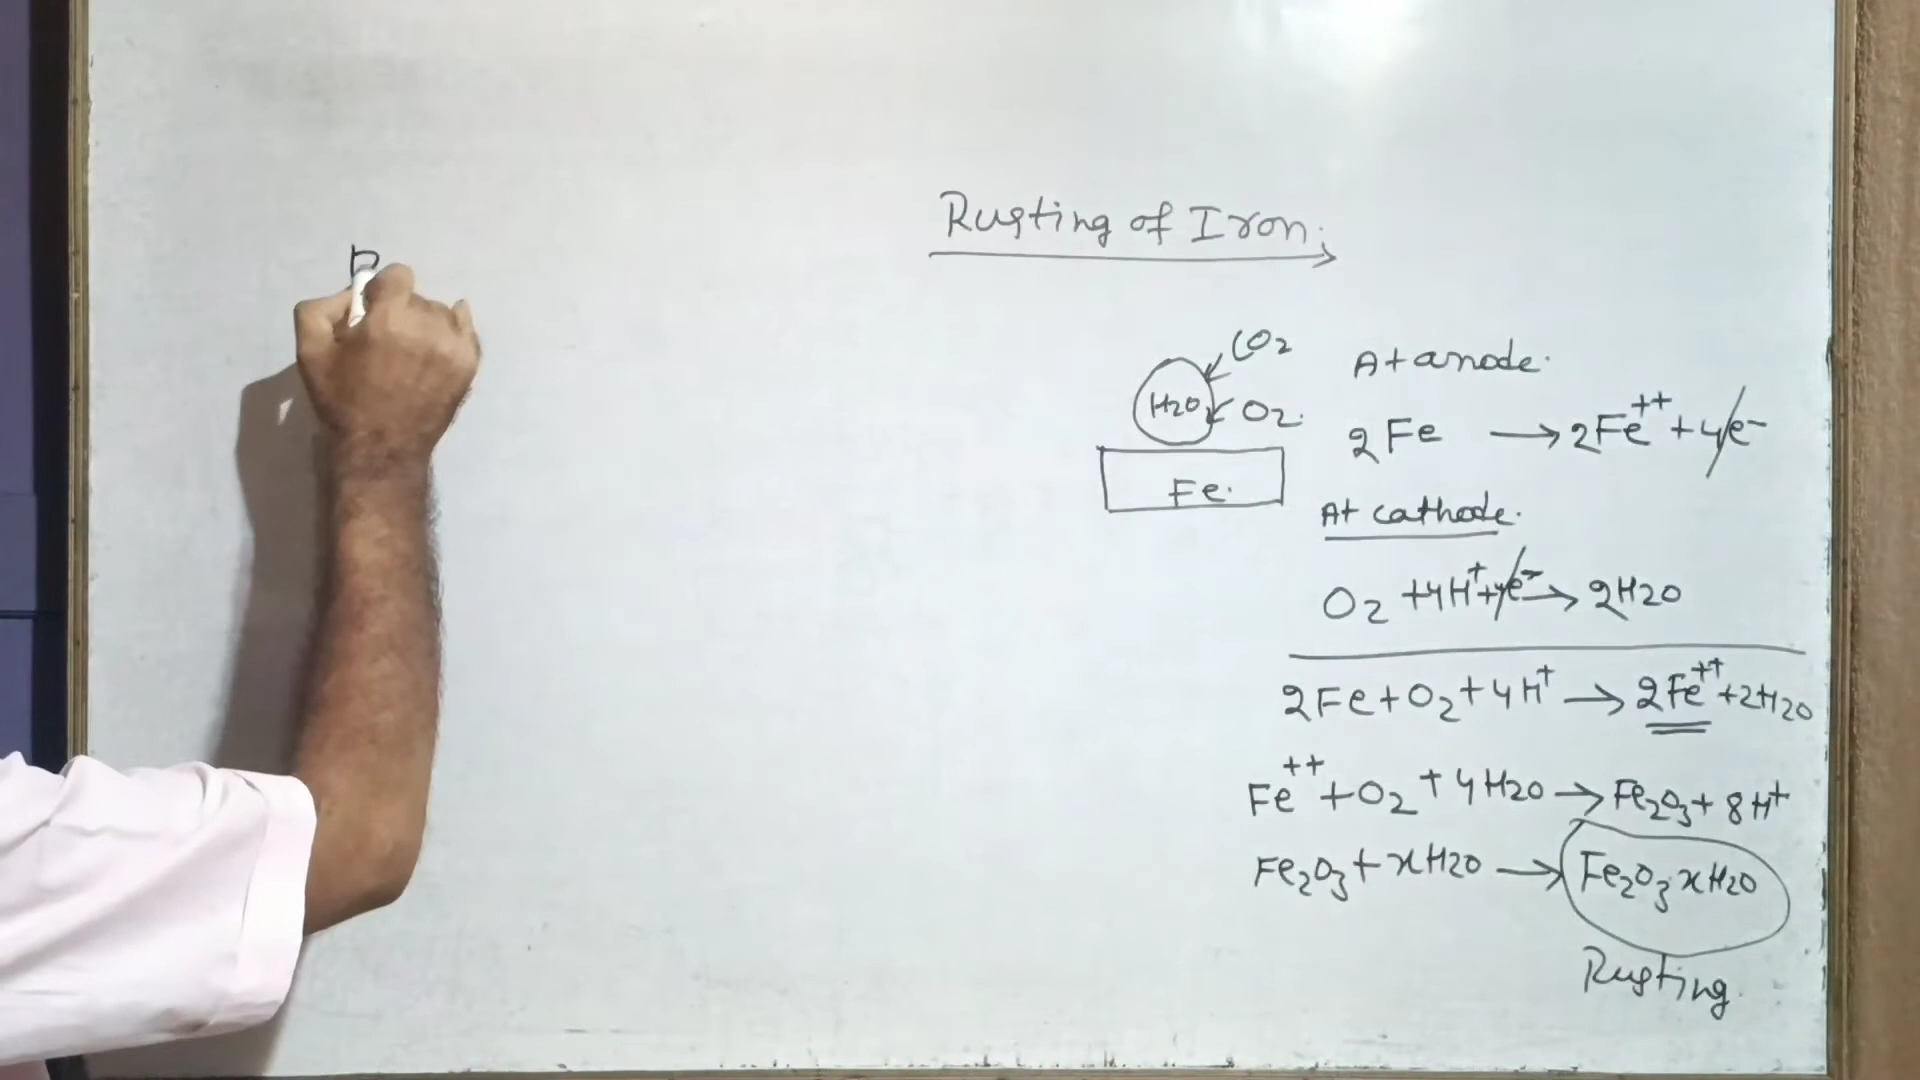 Rusting of Iron.
CO2
H2O
O2.
Fe.
At anode.
2Fe → 2Fe⁺⁺ + 4e⁻
At cathode.
O2 + 4H⁺ + 4e⁻ → 2H2O
2Fe + O2 + 4H⁺ → 2Fe⁺⁺ + 2H2O
Fe⁺⁺ + O2 + 4H2O → Fe2O3 + 8H⁺
Fe2O3 + xH2O → Fe2O3 xH2O
Rusting.